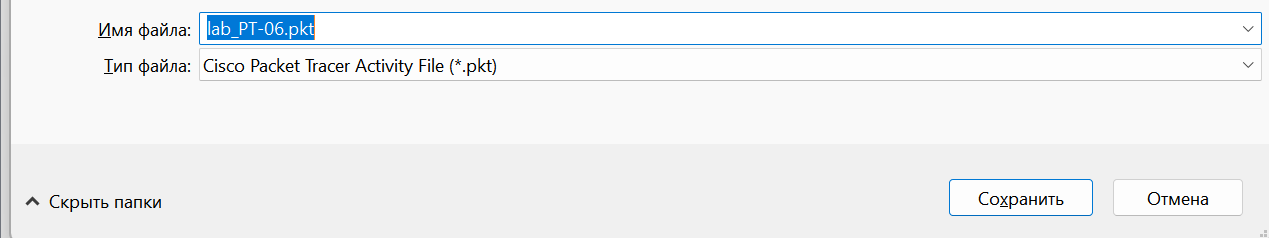 Имя файла: lab_PT-06.pkt
Тип файла: Cisco Packet Tracer Activity File (*.pkt)
Скрыть папки Сохранить Отмена